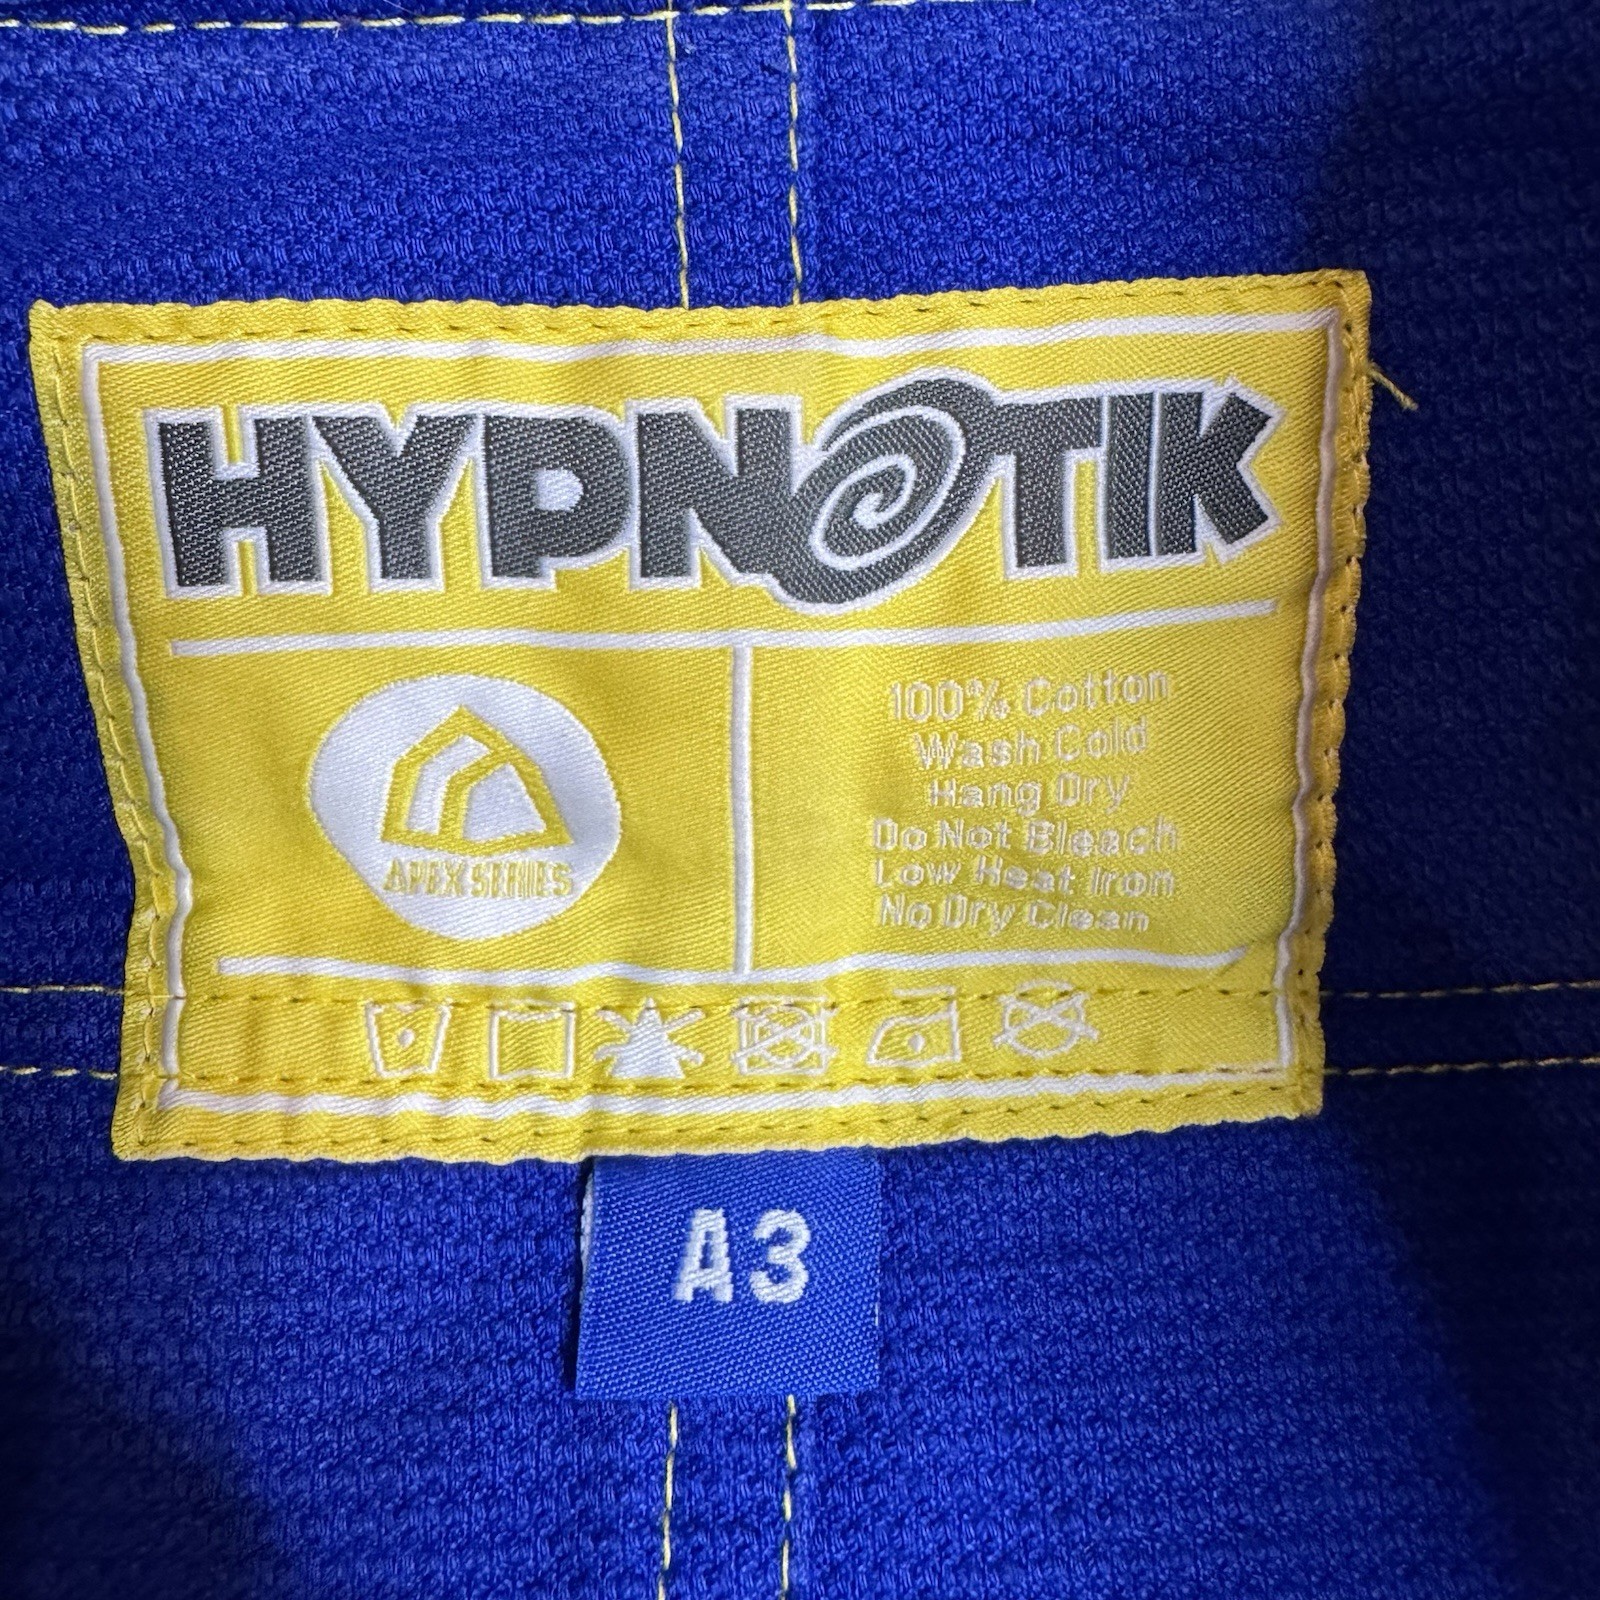 HYPNOTIK
APEX SERIES
100% Cotton
Wash Cold
Hang Dry
Do Not Bleach
Low Heat Iron
No Dry Clean
A3